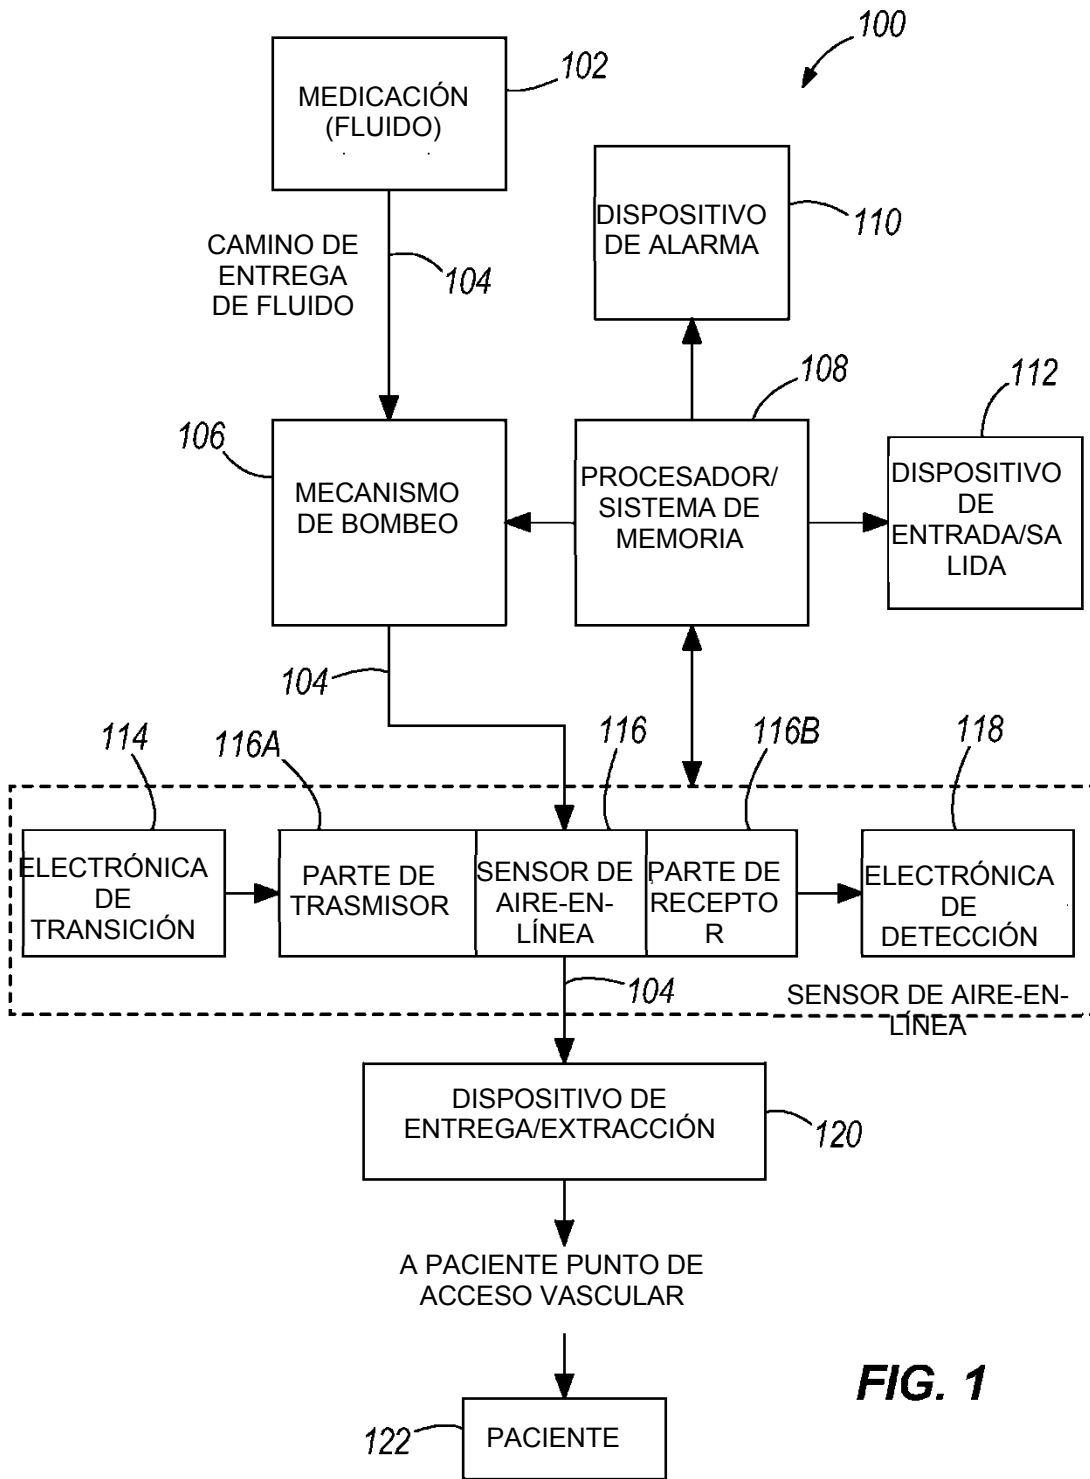 100
102
MEDICACIÓN
(FLUIDO)
110
DISPOSITIVO
DE ALARMA
CAMINO DE
ENTREGA
DE FLUIDO
104
106
MECANISMO
DE BOMBEO
108
PROCESADOR/
SISTEMA DE
MEMORIA
112
DISPOSITIVO
DE
ENTRADA/SA
LIDA
104
114
116A
116
116B
118
ELECTRÓNICA
DE
TRANSICIÓN
PARTE DE
TRASMISOR
SENSOR DE
AIRE-EN-
LÍNEA
PARTE DE
RECEPTO
R
ELECTRÓNICA
DE
DETECCIÓN
104
SENSOR DE AIRE-EN-
LÍNEA
DISPOSITIVO DE
ENTREGA/EXTRACCIÓN
120
A PACIENTE PUNTO DE
ACCESO VASCULAR
122
PACIENTE
FIG. 1